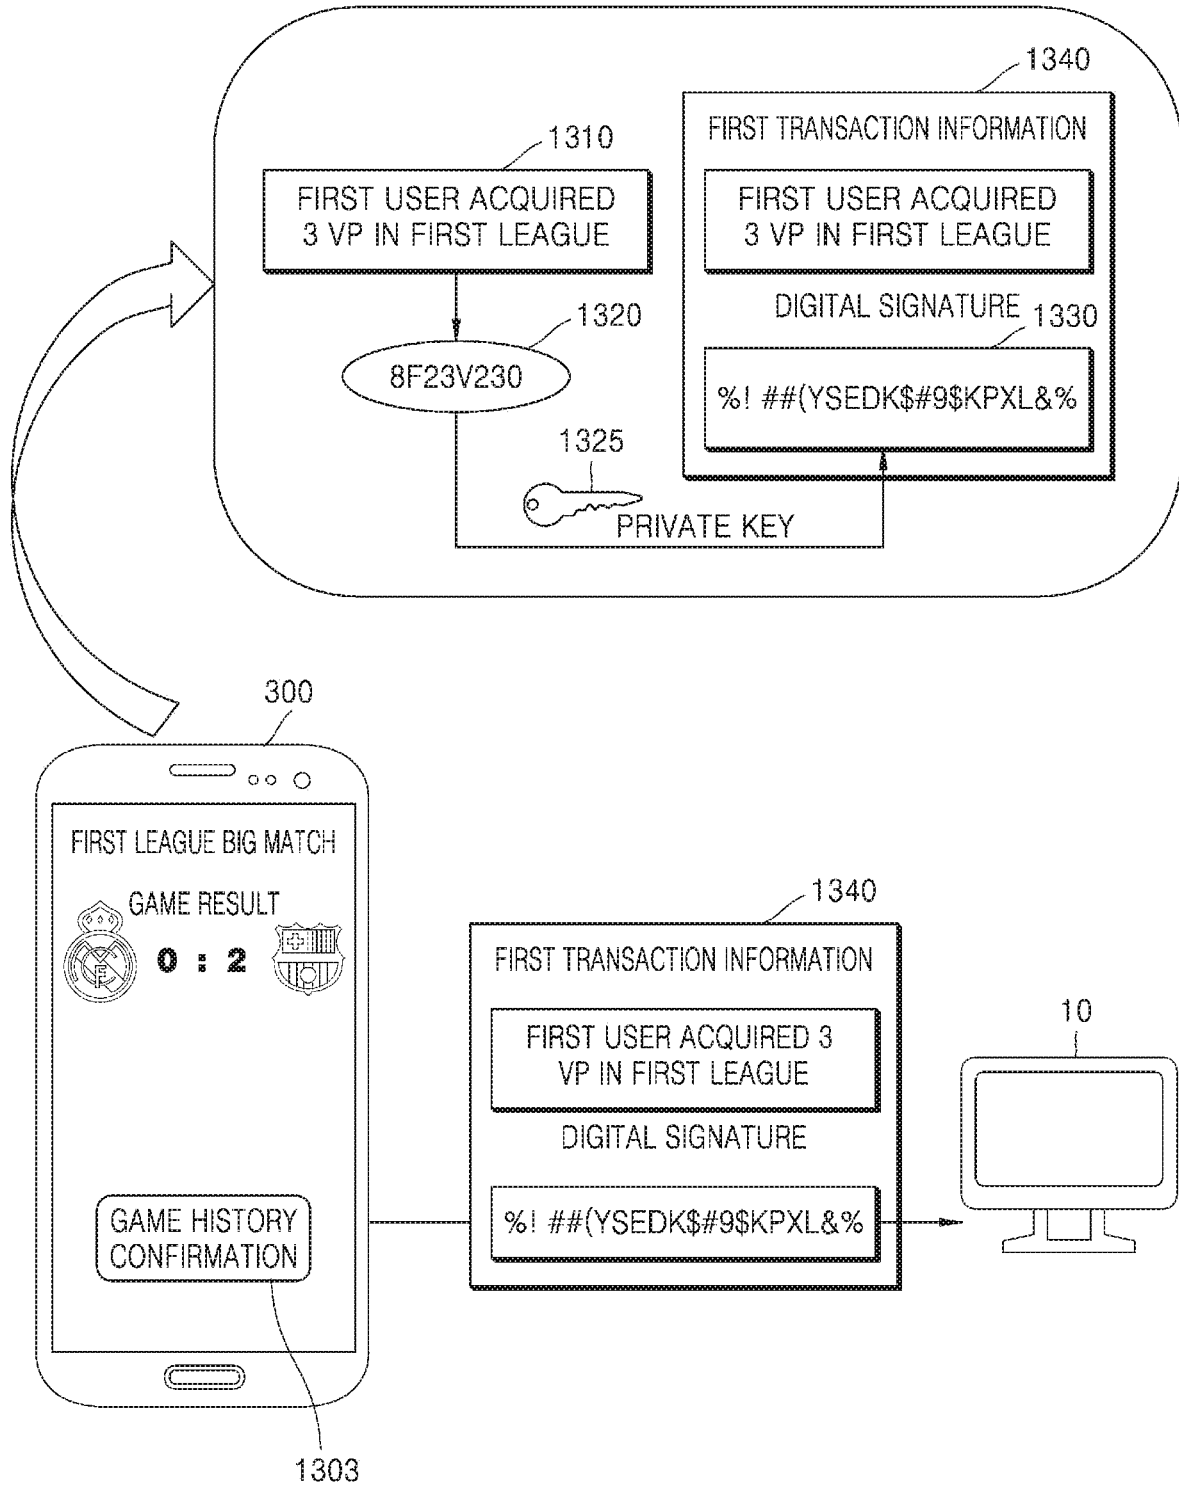 1340
FIRST TRANSACTION INFORMATION
1310
FIRST USER ACQUIRED
3 VP IN FIRST LEAGUE
FIRST USER ACQUIRED
3 VP IN FIRST LEAGUE
1320
DIGITAL SIGNATURE
1330
8F23V230
%! ##(YSEDK$#9$KPXL&%
1325
PRIVATE KEY
300
FIRST LEAGUE BIG MATCH
GAME RESULT
0 : 2
1340
FIRST TRANSACTION INFORMATION
FIRST USER ACQUIRED 3
VP IN FIRST LEAGUE
DIGITAL SIGNATURE
%! ##(YSEDK$#9$KPXL&%
10
GAME HISTORY
CONFIRMATION
1303